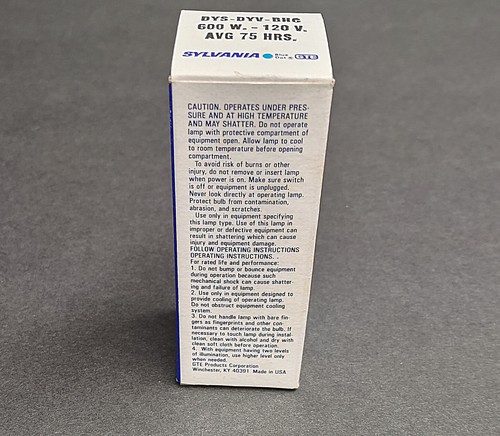 DYS-DYV-BHC
600 W. - 120 V.
AVG 75 HRS.
SYLVANIA Blue Dot ® GTE
CAUTION. OPERATES UNDER PRES-
SURE AND AT HIGH TEMPERATURE
AND MAY SHATTER. Do not operate
lamp with protective compartment of
equipment open. Allow lamp to cool
to room temperature before opening
compartment.
To avoid risk of burns or other
injury, do not remove or insert lamp
when power is on. Make sure switch
is off or equipment is unplugged.
Never look directly at operating lamp.
Protect bulb from contamination,
abrasion, and scratches.
Use only in equipment specifying
this lamp type. Use of lamp in
improper or defective equipment can
result in shattering which can cause
injury and equipment damage.
FOLLOW OPERATING INSTRUCTIONS
OPERATING INSTRUCTIONS. .
For rated life and performance:
1. Do not bump or bounce equipment
during operation because such
mechanical shock can cause shatter-
ing and failure of lamp.
2. Use only in equipment designed to
provide cooling of operating lamp.
Do not obstruct equipment cooling
system.
3. Do not handle lamp with bare fin-
gers as fingerprints and other con-
taminants can deteriorate the bulb. If
necessary to touch lamp during instal-
lation, clean with alcohol and dry with
clean soft cloth before operation.
4. With equipment having two levels
of illumination, use higher level only
when needed.
GTE Products Corporation
Winchester, KY 40391 Made in USA